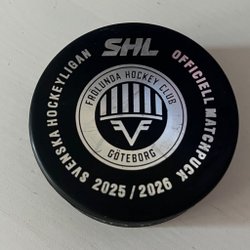 SHL
SVENSKA HOCKEYLIGAN
OFFICIELL MATCHPUCK
2025/2026
FRÖLUNDA HOCKEY CLUB
GÖTEBORG